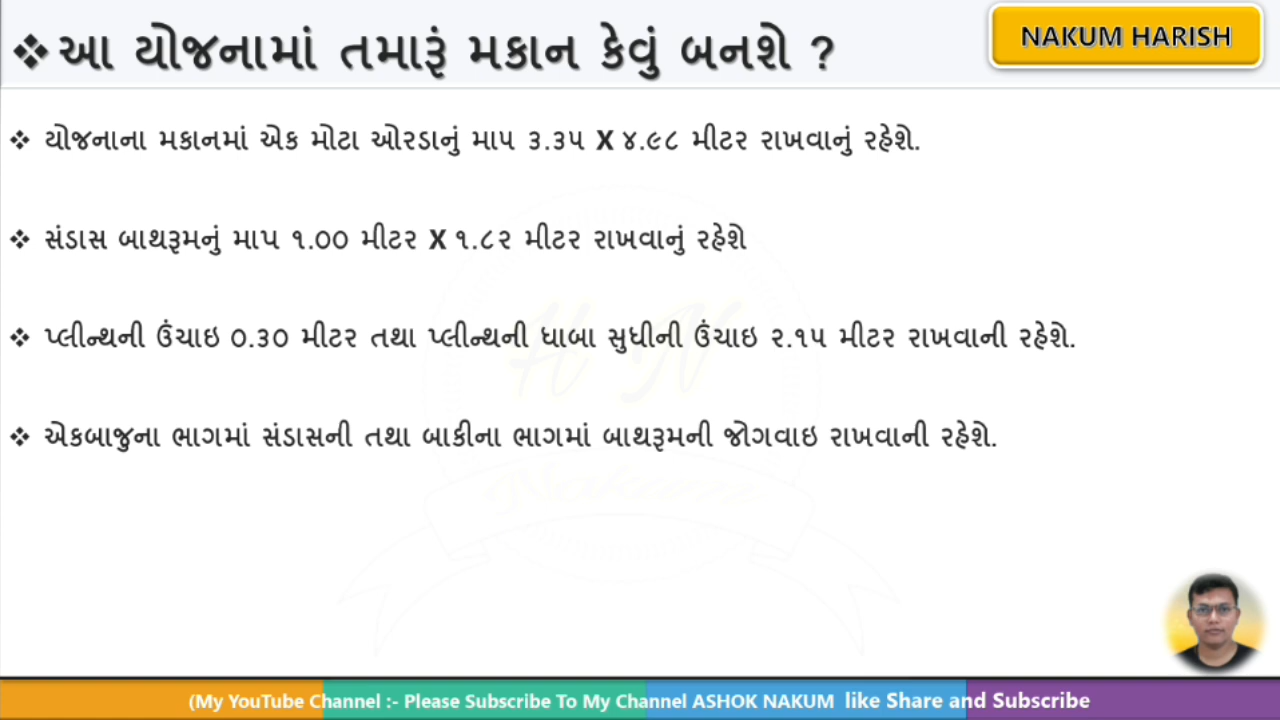 ❖આ યોજનામાં તમારૂં મકાન કેવું બનશે ?
NAKUM HARISH
❖ યોજનાના મકાનમાં એક મોટા ઓરડાનું માપ ૩.૩૫ X ૪.૯૮ મીટર રાખવાનું રહેશે.
❖ સંડાસ બાથરૂમનું માપ ૧.૦૦ મીટર X ૧.૮૨ મીટર રાખવાનું રહેશે
❖ પ્લીન્થની ઉંચાઇ ૦.૩૦ મીટર તથા પ્લીન્થની ધાબા સુધીની ઉંચાઇ ૨.૧૫ મીટર રાખવાની રહેશે.
❖ એકબાજુના ભાગમાં સંડાસની તથા બાકીના ભાગમાં બાથરૂમની જોગવાઇ રાખવાની રહેશે.
H N
(My YouTube Channel :- Please Subscribe To My Channel ASHOK NAKUM like Share and Subscribe